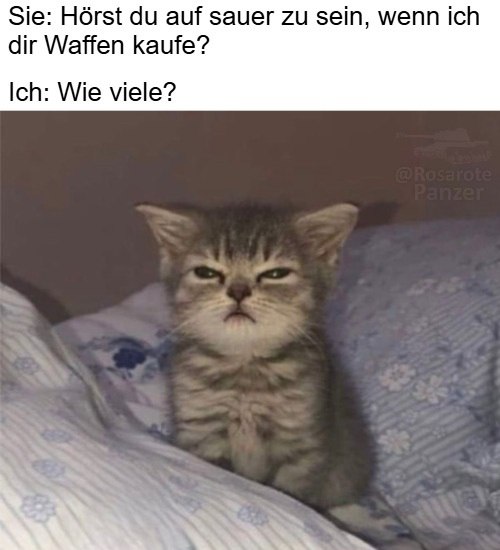 Sie: Hörst du auf sauer zu sein, wenn ich
dir Waffen kaufe?
Ich: Wie viele?
@Rosarote
Panzer